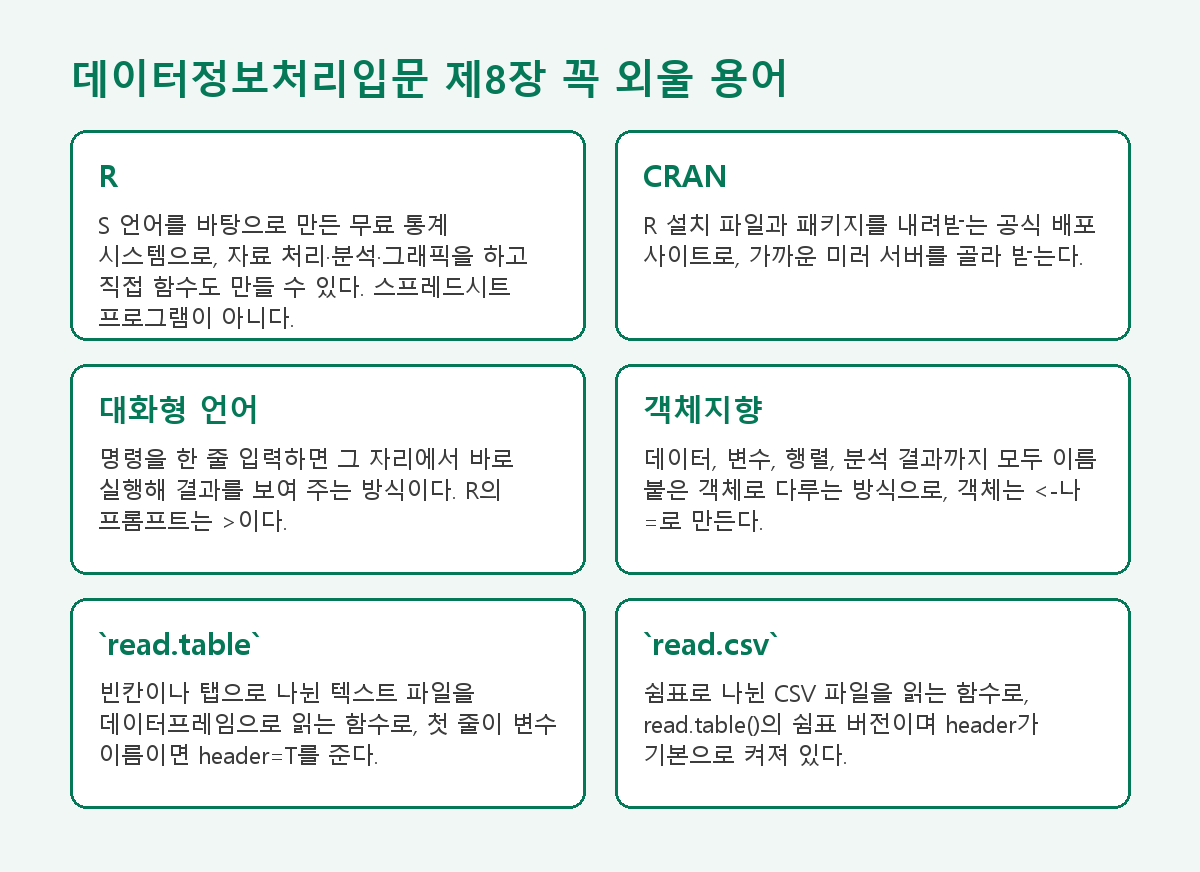 데이터정보처리입문 제8장 꼭 외울 용어
R
S 언어를 바탕으로 만든 무료 통계
시스템으로, 자료 처리·분석·그래픽을 하고
직접 함수도 만들 수 있다. 스프레드시트
프로그램이 아니다.
CRAN
R 설치 파일과 패키지를 내려받는 공식 배포
사이트로, 가까운 미러 서버를 골라 받는다.
대화형 언어
명령을 한 줄 입력하면 그 자리에서 바로
실행해 결과를 보여 주는 방식이다. R의
프롬프트는 >이다.
객체지향
데이터, 변수, 행렬, 분석 결과까지 모두 이름
붙은 객체로 다루는 방식으로, 객체는 <-나
=로 만든다.
`read.table`
빈칸이나 탭으로 나뉜 텍스트 파일을
데이터프레임으로 읽는 함수로, 첫 줄이 변수
이름이면 header=T를 준다.
`read.csv`
쉼표로 나뉜 CSV 파일을 읽는 함수로,
read.table()의 쉼표 버전이며 header가
기본으로 켜져 있다.